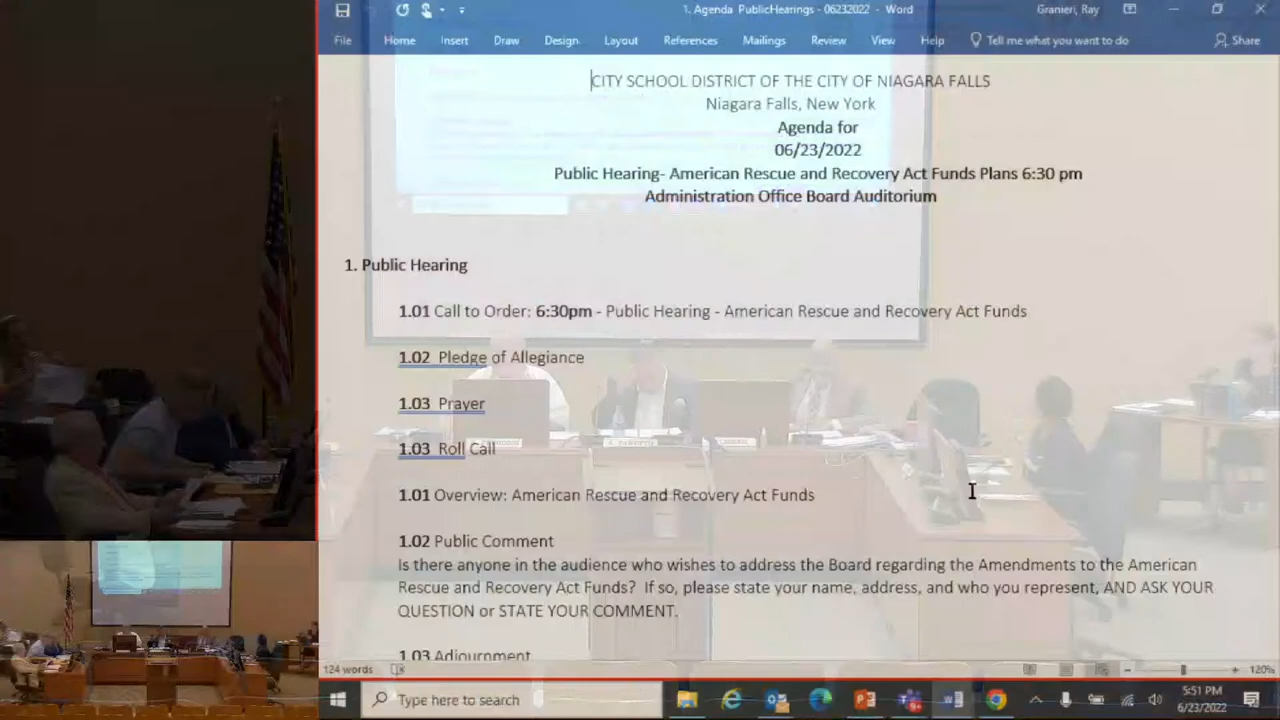 1. Agenda PublicHearings - 06232022 - Word
Granieri, Ray
File Home Insert Draw Design Layout References Mailings Review View Help Tell me what you want to do Share
CITY SCHOOL DISTRICT OF THE CITY OF NIAGARA FALLS
Niagara Falls, New York
Agenda for
06/23/2022
Public Hearing- American Rescue and Recovery Act Funds Plans 6:30 pm
Administration Office Board Auditorium
1. Public Hearing
1.01 Call to Order: 6:30pm - Public Hearing - American Rescue and Recovery Act Funds
1.02 Pledge of Allegiance
1.03 Prayer
1.03 Roll Call
1.01 Overview: American Rescue and Recovery Act Funds
1.02 Public Comment
Is there anyone in the audience who wishes to address the Board regarding the Amendments to the American
Rescue and Recovery Act Funds? If so, please state your name, address, and who you represent, AND ASK YOUR
QUESTION or STATE YOUR COMMENT.
1.03 Adjournment
124 words
120%
Type here to search
5:51 PM
6/23/2022